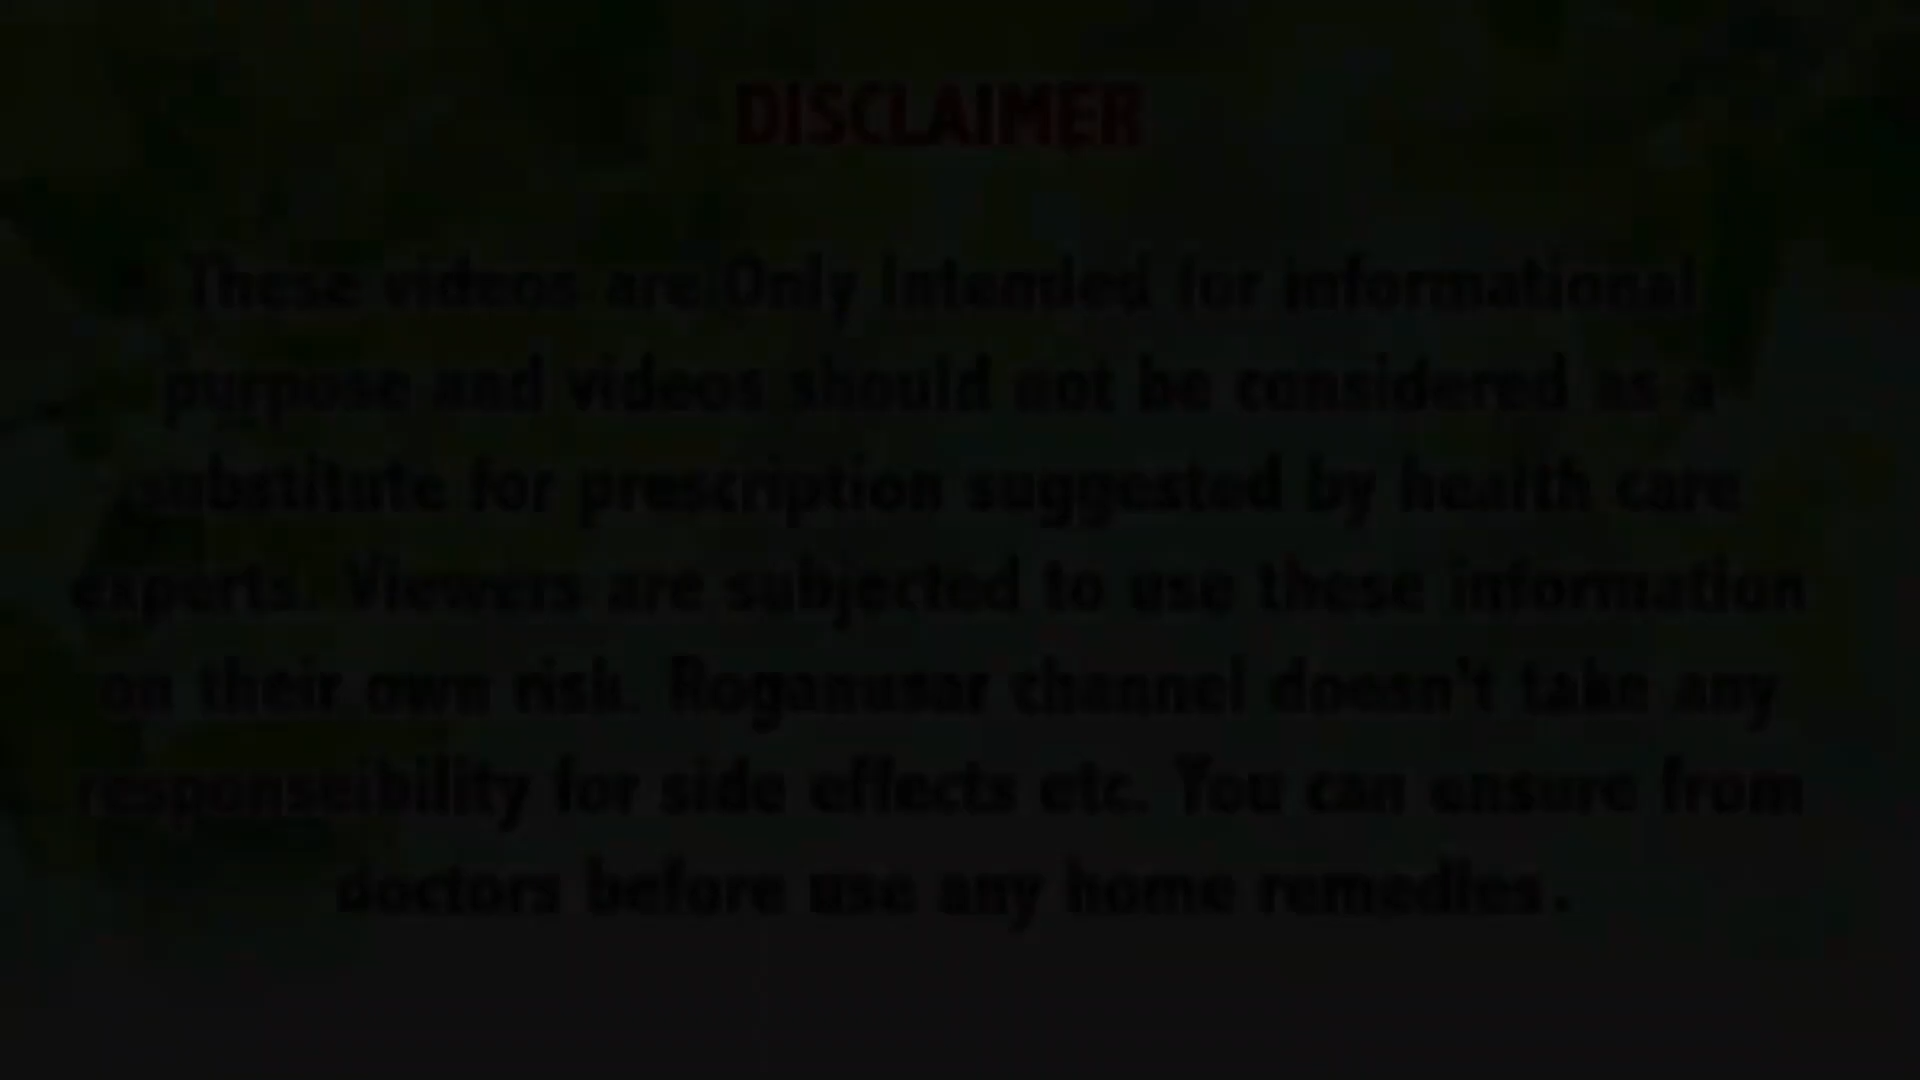 DISCLAIMER
These videos are Only intended for informational
purpose and videos should not be considered as a
substitute for prescription suggested by health care
experts. Viewers are subjected to use these information
on their own risk. Roganusar channel doesn't take any
responseibility for side effects etc. You can ensure from
doctors before use any home remedies.